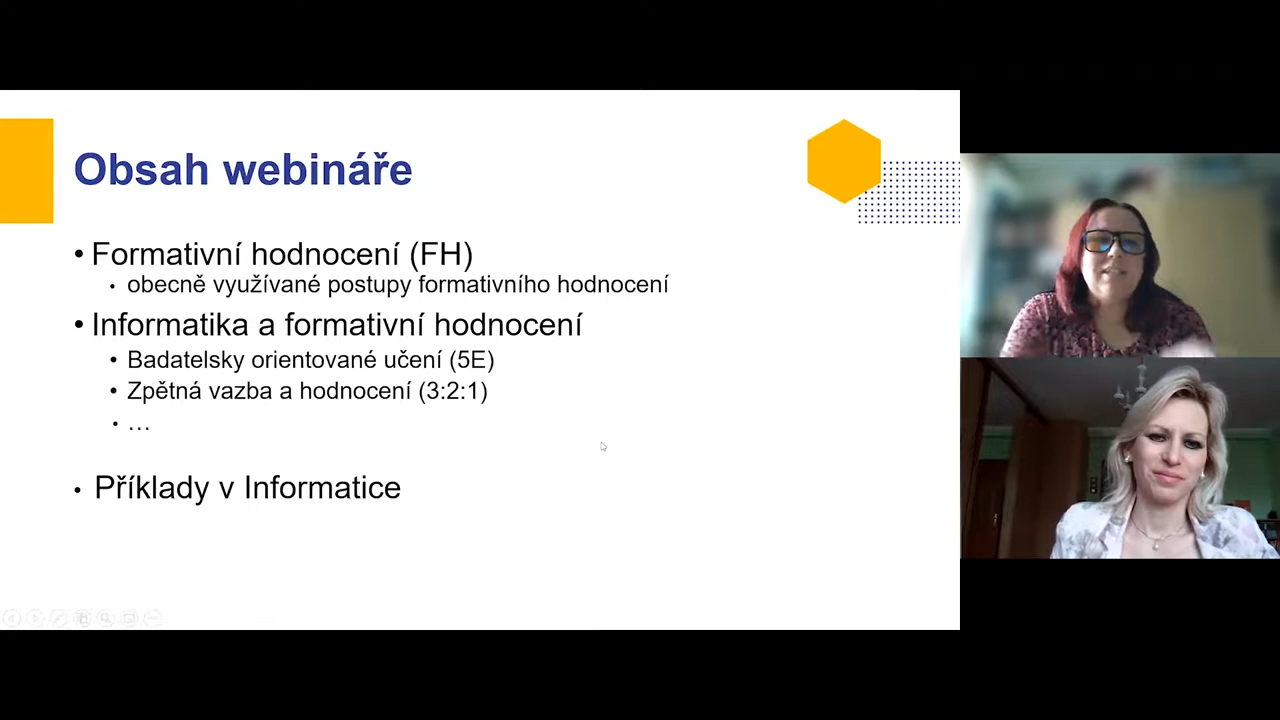 Obsah webináře
• Formativní hodnocení (FH)
• obecně využívané postupy formativního hodnocení
• Informatika a formativní hodnocení
• Badatelsky orientované učení (5E)
• Zpětná vazba a hodnocení (3:2:1)
• …
• Příklady v Informatice